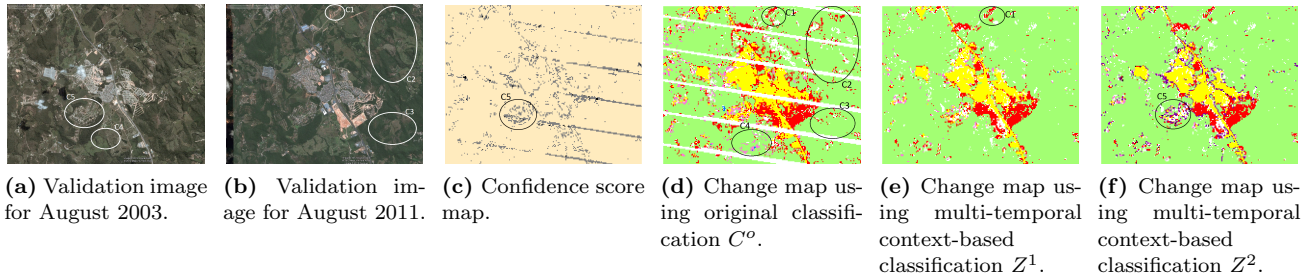 C5
C4
C1
C2
C3
C5
C1
C2
C3
C4
C1
C5
(a) Validation image
for August 2003.
(b) Validation im-
age for August 2011.
(c) Confidence score
map.
(d) Change map us-
ing original classifi-
cation C^o.
(e) Change map us-
ing multi-temporal
context-based
classification Z^1.
(f) Change map us-
ing multi-temporal
context-based
classification Z^2.